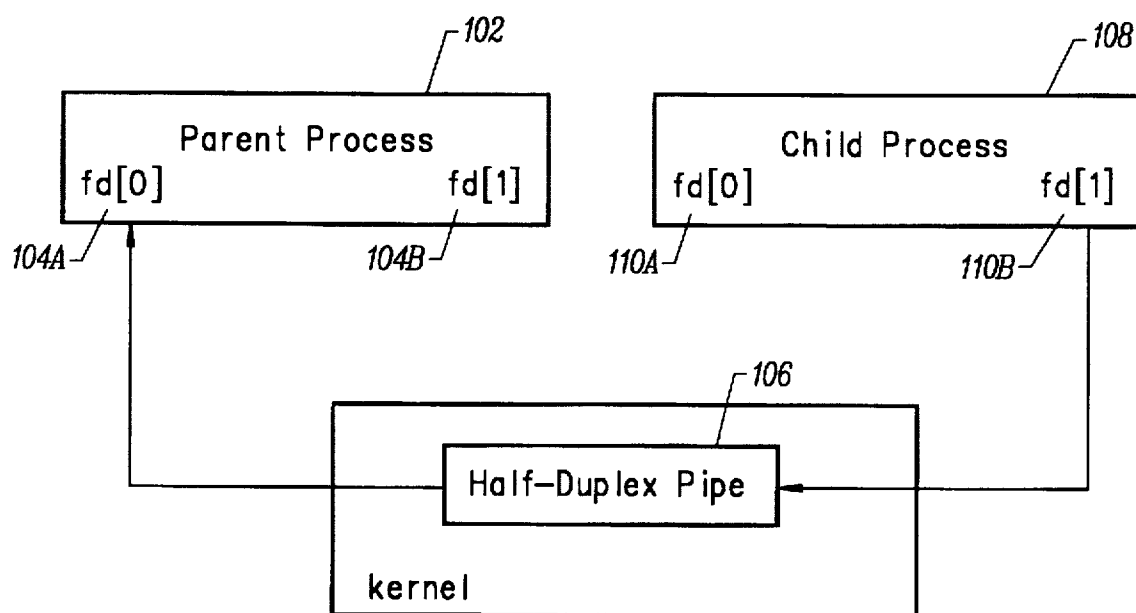 102
108
Parent Process
Child Process
fd[0]
fd[1]
fd[0]
fd[1]
104A
104B
110A
110B
106
Half-Duplex Pipe
kernel